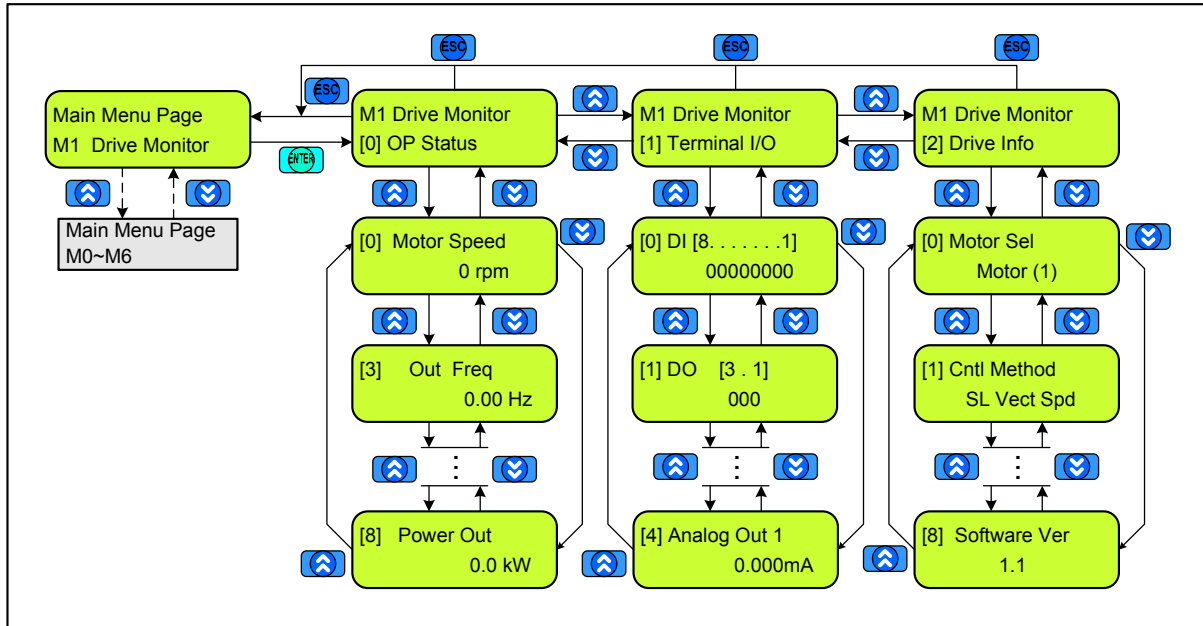 ESC
ESC
ESC
ESC
Main Menu Page
M1 Drive Monitor
ENTER
M1 Drive Monitor
[0] OP Status
M1 Drive Monitor
[1] Terminal I/O
M1 Drive Monitor
[2] Drive Info
Main Menu Page
M0~M6
[0] Motor Speed
0 rpm
[0] DI [8. . . . . . .1]
00000000
[0] Motor Sel
Motor (1)
[3] Out Freq
0.00 Hz
[1] DO [3 . 1]
000
[1] Cntl Method
SL Vect Spd
[8] Power Out
0.0 kW
[4] Analog Out 1
0.000mA
[8] Software Ver
1.1